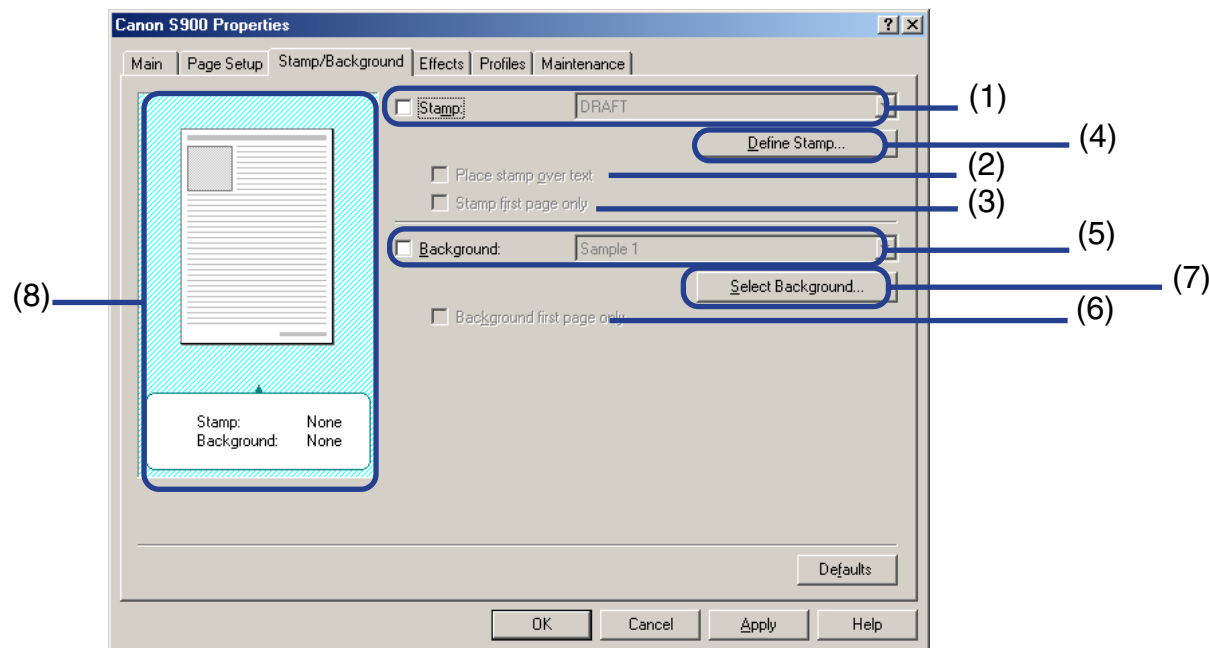 Canon S900 Properties
Main Page Setup Stamp/Background Effects Profiles Maintenance
Stamp: DRAFT (1)
Define Stamp... (4)
Place stamp over text (2)
Stamp first page only (3)
Background: Sample 1 (5)
Select Background... (7)
(8)
Background first page only (6)
Stamp: None
Background: None
Defaults
OK Cancel Apply Help